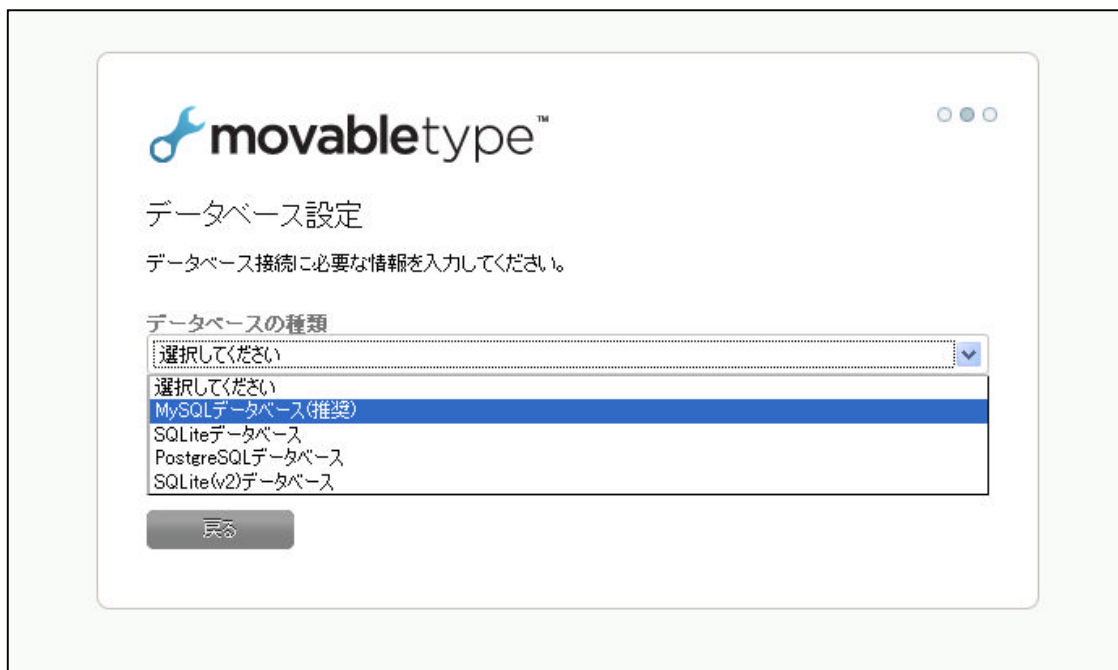 movabletype™
データベース設定
データベース接続に必要な情報を入力してください。
データベースの種類
選択してください
選択してください
MySQLデータベース(推奨)
SQLiteデータベース
PostgreSQLデータベース
SQLite(v2)データベース
戻る